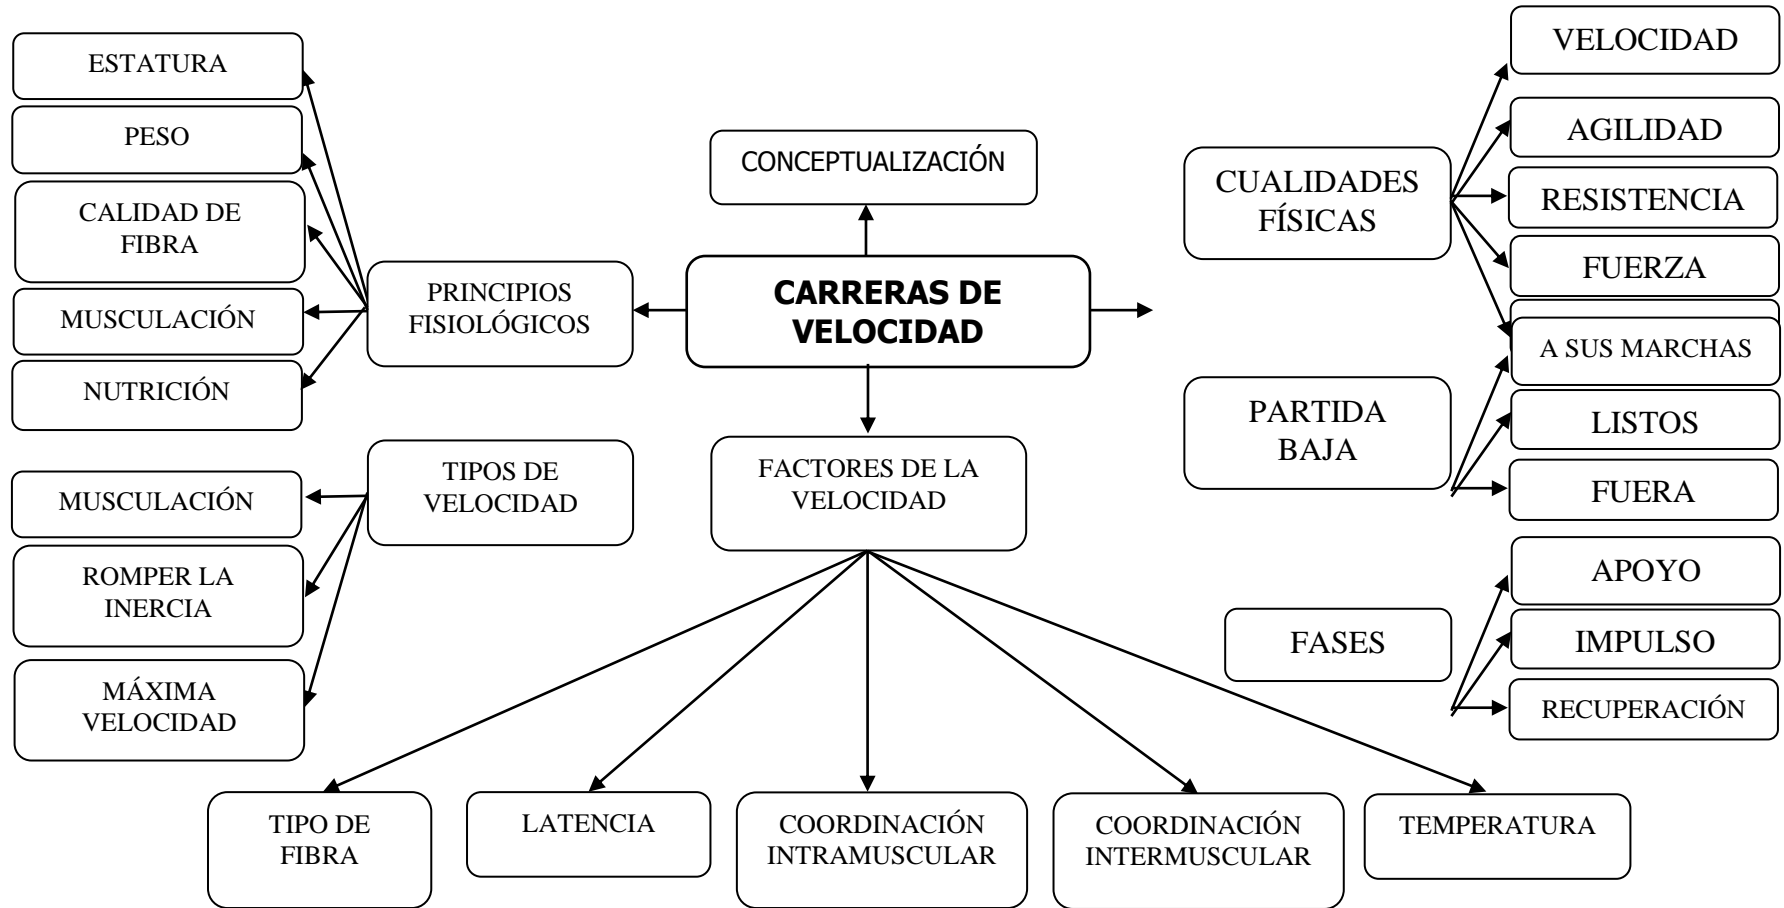 ESTATURA
PESO
CALIDAD DE
FIBRA
MUSCULACIÓN
NUTRICIÓN
PRINCIPIOS
FISIOLÓGICOS
MUSCULACIÓN
ROMPER LA
INERCIA
MÁXIMA
VELOCIDAD
TIPOS DE
VELOCIDAD
CONCEPTUALIZACIÓN
CARRERAS DE
VELOCIDAD
FACTORES DE LA
VELOCIDAD
TIPO DE
FIBRA
LATENCIA
COORDINACIÓN
INTRAMUSCULAR
COORDINACIÓN
INTERMUSCULAR
TEMPERATURA
CUALIDADES
FÍSICAS
VELOCIDAD
AGILIDAD
RESISTENCIA
FUERZA
PARTIDA
BAJA
A SUS MARCHAS
LISTOS
FUERA
FASES
APOYO
IMPULSO
RECUPERACIÓN